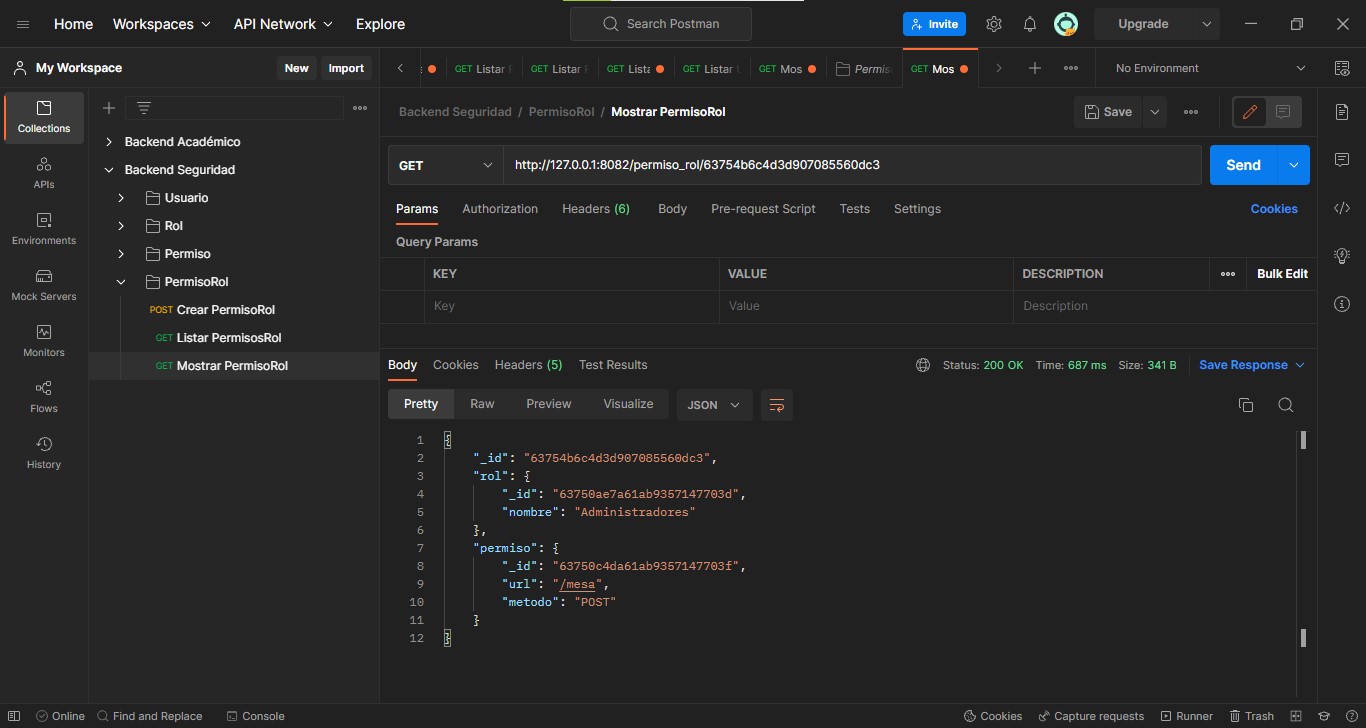 Home Workspaces API Network Explore Search Postman Invite Upgrade
My Workspace New Import
GET Listar GET Listar GET Lista GET Listar GET Mos Permis GET Mos No Environment
Collections
APIs
Environments
Mock Servers
Monitors
Flows
History
Backend Académico
Backend Seguridad
Usuario
Rol
Permiso
PermisoRol
POST Crear PermisoRol
GET Listar PermisosRol
GET Mostrar PermisoRol
Backend Seguridad / PermisoRol / Mostrar PermisoRol Save
GET http://127.0.0.1:8082/permiso_rol/63754b6c4d3d907085560dc3 Send
Params Authorization Headers (6) Body Pre-request Script Tests Settings Cookies
Query Params
KEY VALUE DESCRIPTION Bulk Edit
Key Value Description
Body Cookies Headers (5) Test Results Status: 200 OK Time: 687 ms Size: 341 B Save Response
Pretty Raw Preview Visualize JSON
1 {
2 "_id": "63754b6c4d3d907085560dc3",
3 "rol": {
4 "_id": "63750ae7a61ab9357147703d",
5 "nombre": "Administradores"
6 },
7 "permiso": {
8 "_id": "63750c4da61ab9357147703f",
9 "url": "/mesa",
10 "metodo": "POST"
11 }
12 }
Online Find and Replace Console Cookies Capture requests Runner Trash